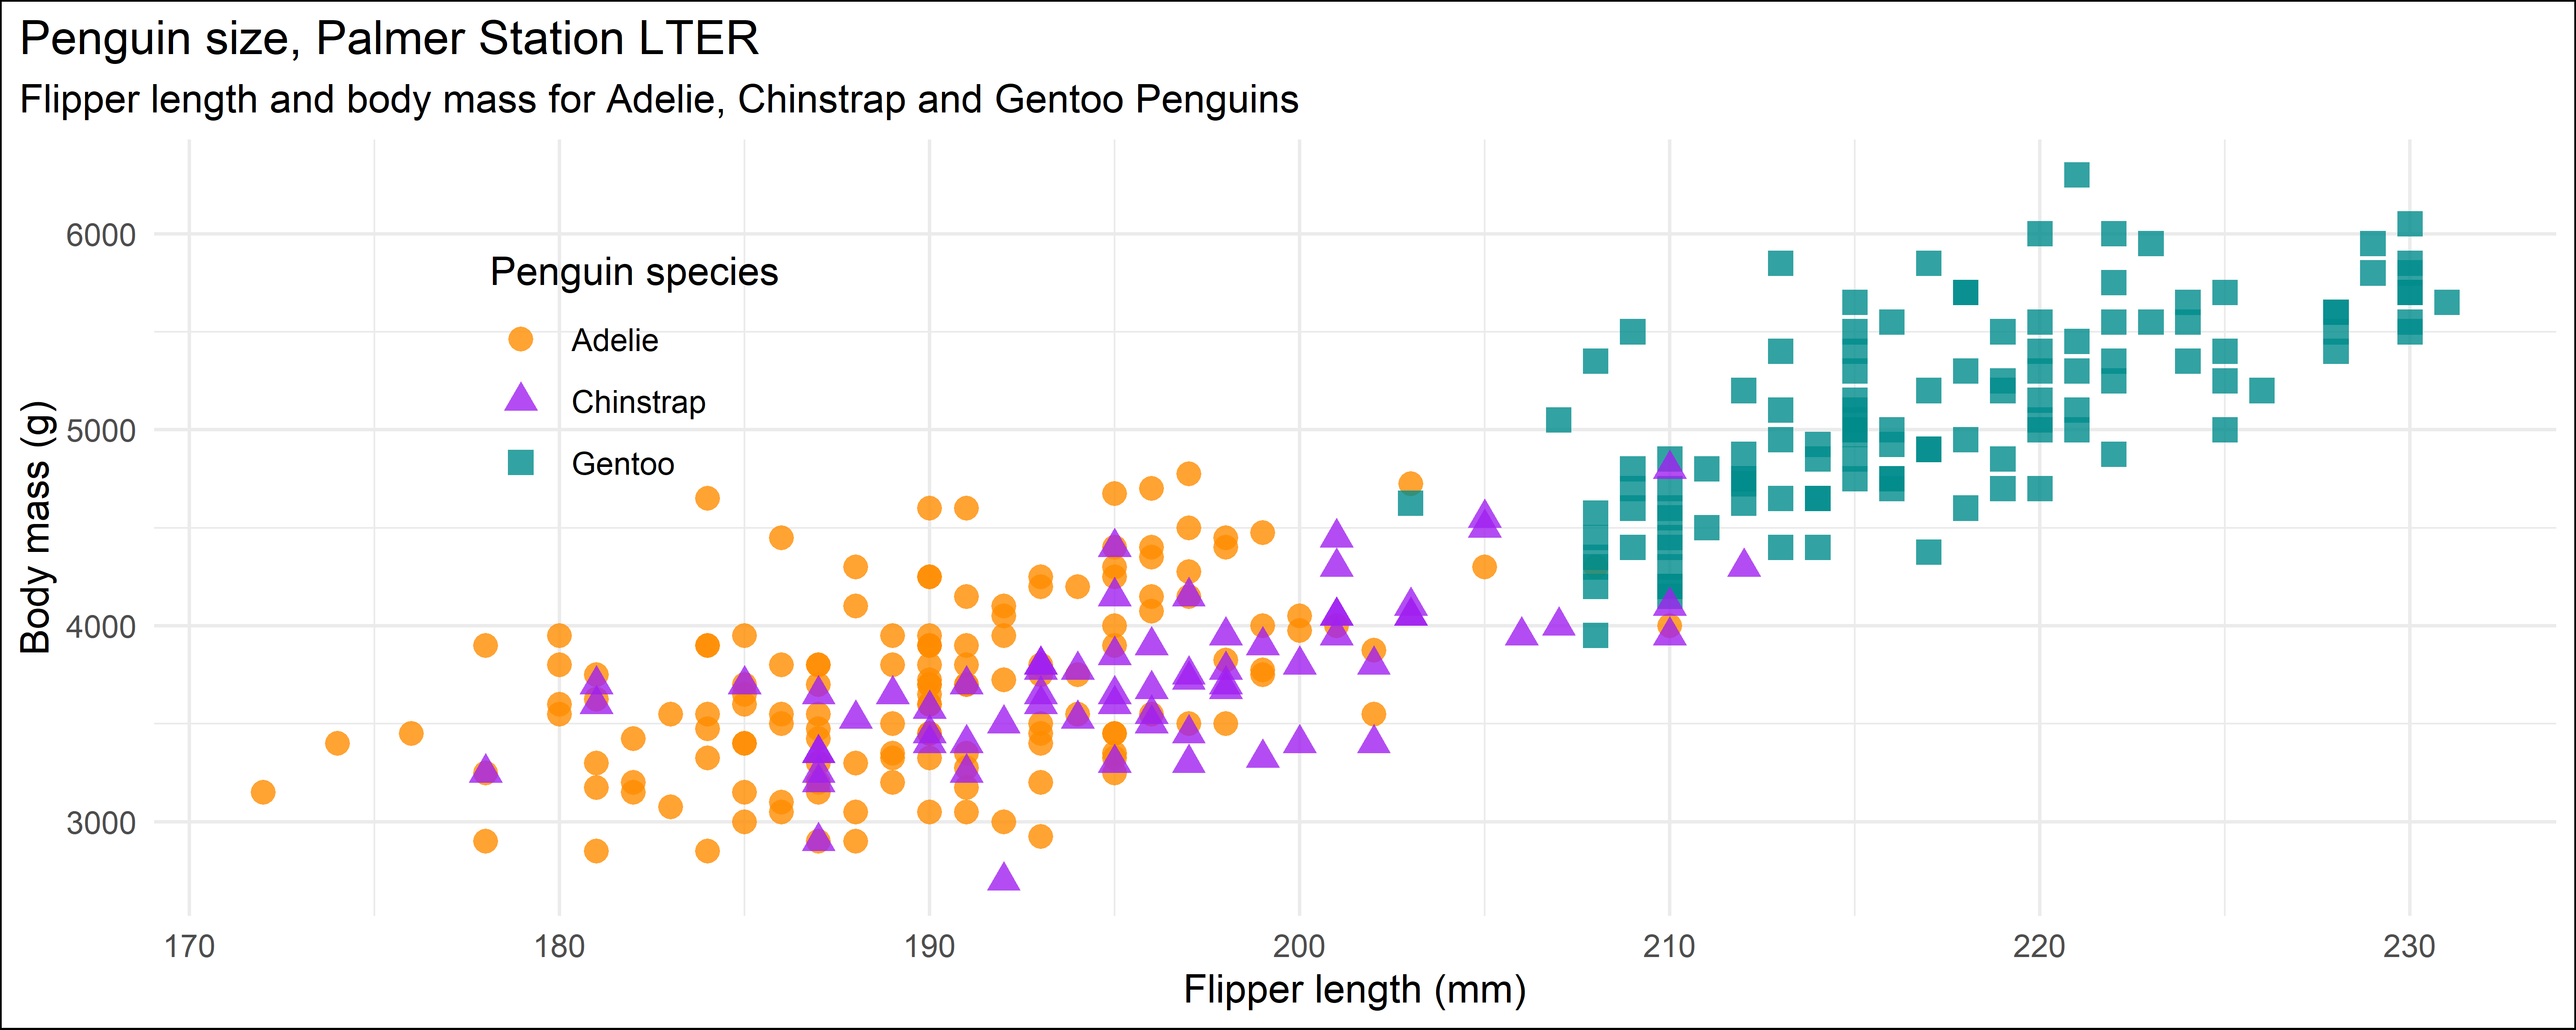 Penguin size, Palmer Station LTER
Flipper length and body mass for Adelie, Chinstrap and Gentoo Penguins
Body mass (g)
6000
5000
4000
3000
Penguin species
Adelie
Chinstrap
Gentoo
170 180 190 200 210 220 230
Flipper length (mm)